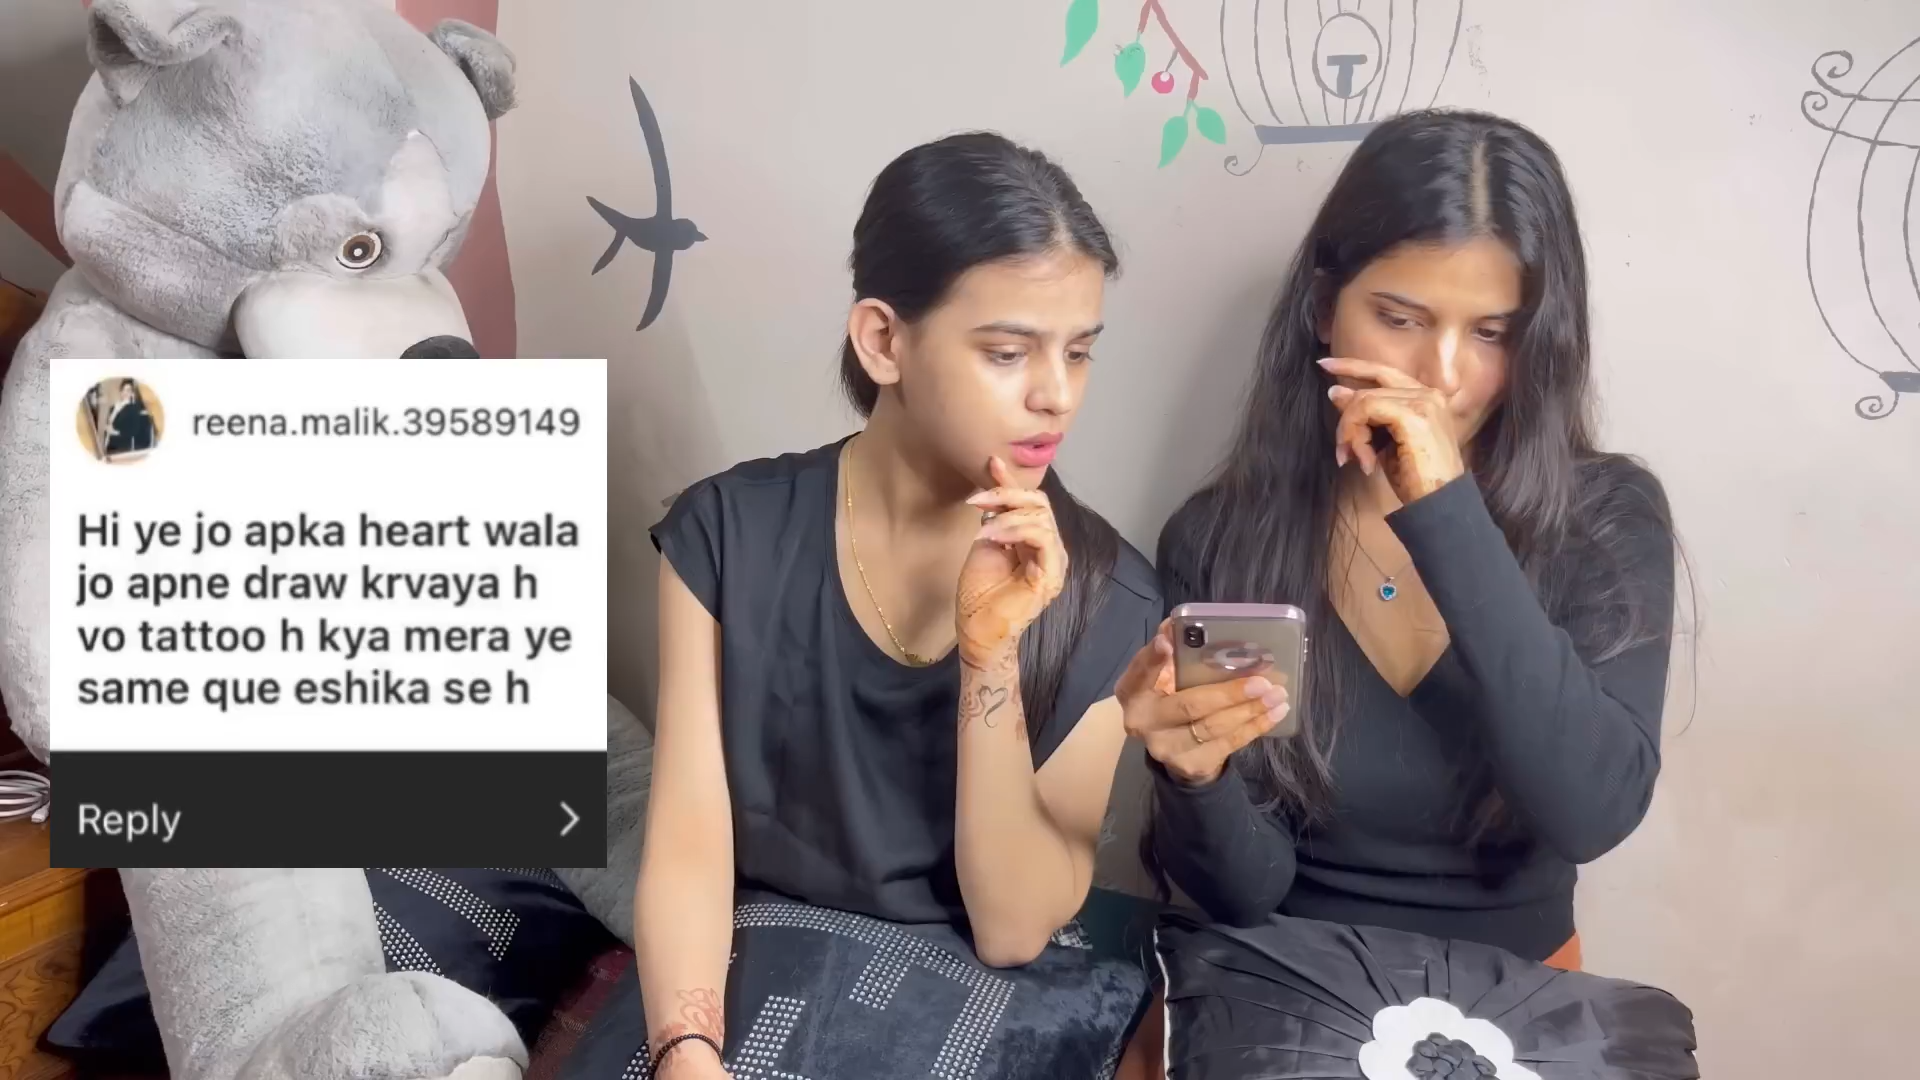 T
reena.malik.39589149
Hi ye jo apka heart wala
jo apne draw krvaya h
vo tattoo h kya mera ye
same que eshika se h
Reply